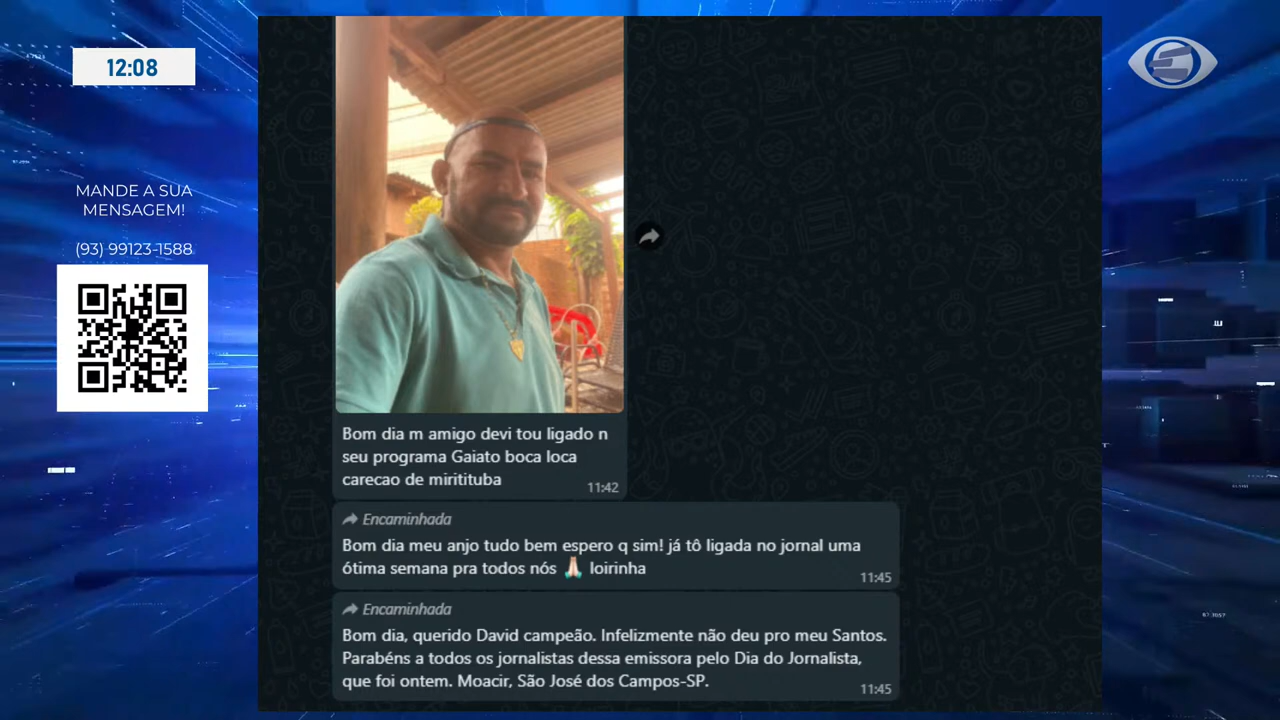 12:08
MANDE A SUA
MENSAGEM!
(93) 99123-1588
Bom dia m amigo devi tou ligado n
seu programa Gaiato boca loca
carecao de miritituba
11:42
Encaminhada
Bom dia meu anjo tudo bem espero q sim! já tô ligada no jornal uma
ótima semana pra todos nós 🙏🏻 loirinha
11:45
Encaminhada
Bom dia, querido David campeão. Infelizmente não deu pro meu Santos.
Parabéns a todos os jornalistas dessa emissora pelo Dia do Jornalista,
que foi ontem. Moacir, São José dos Campos-SP.
11:45